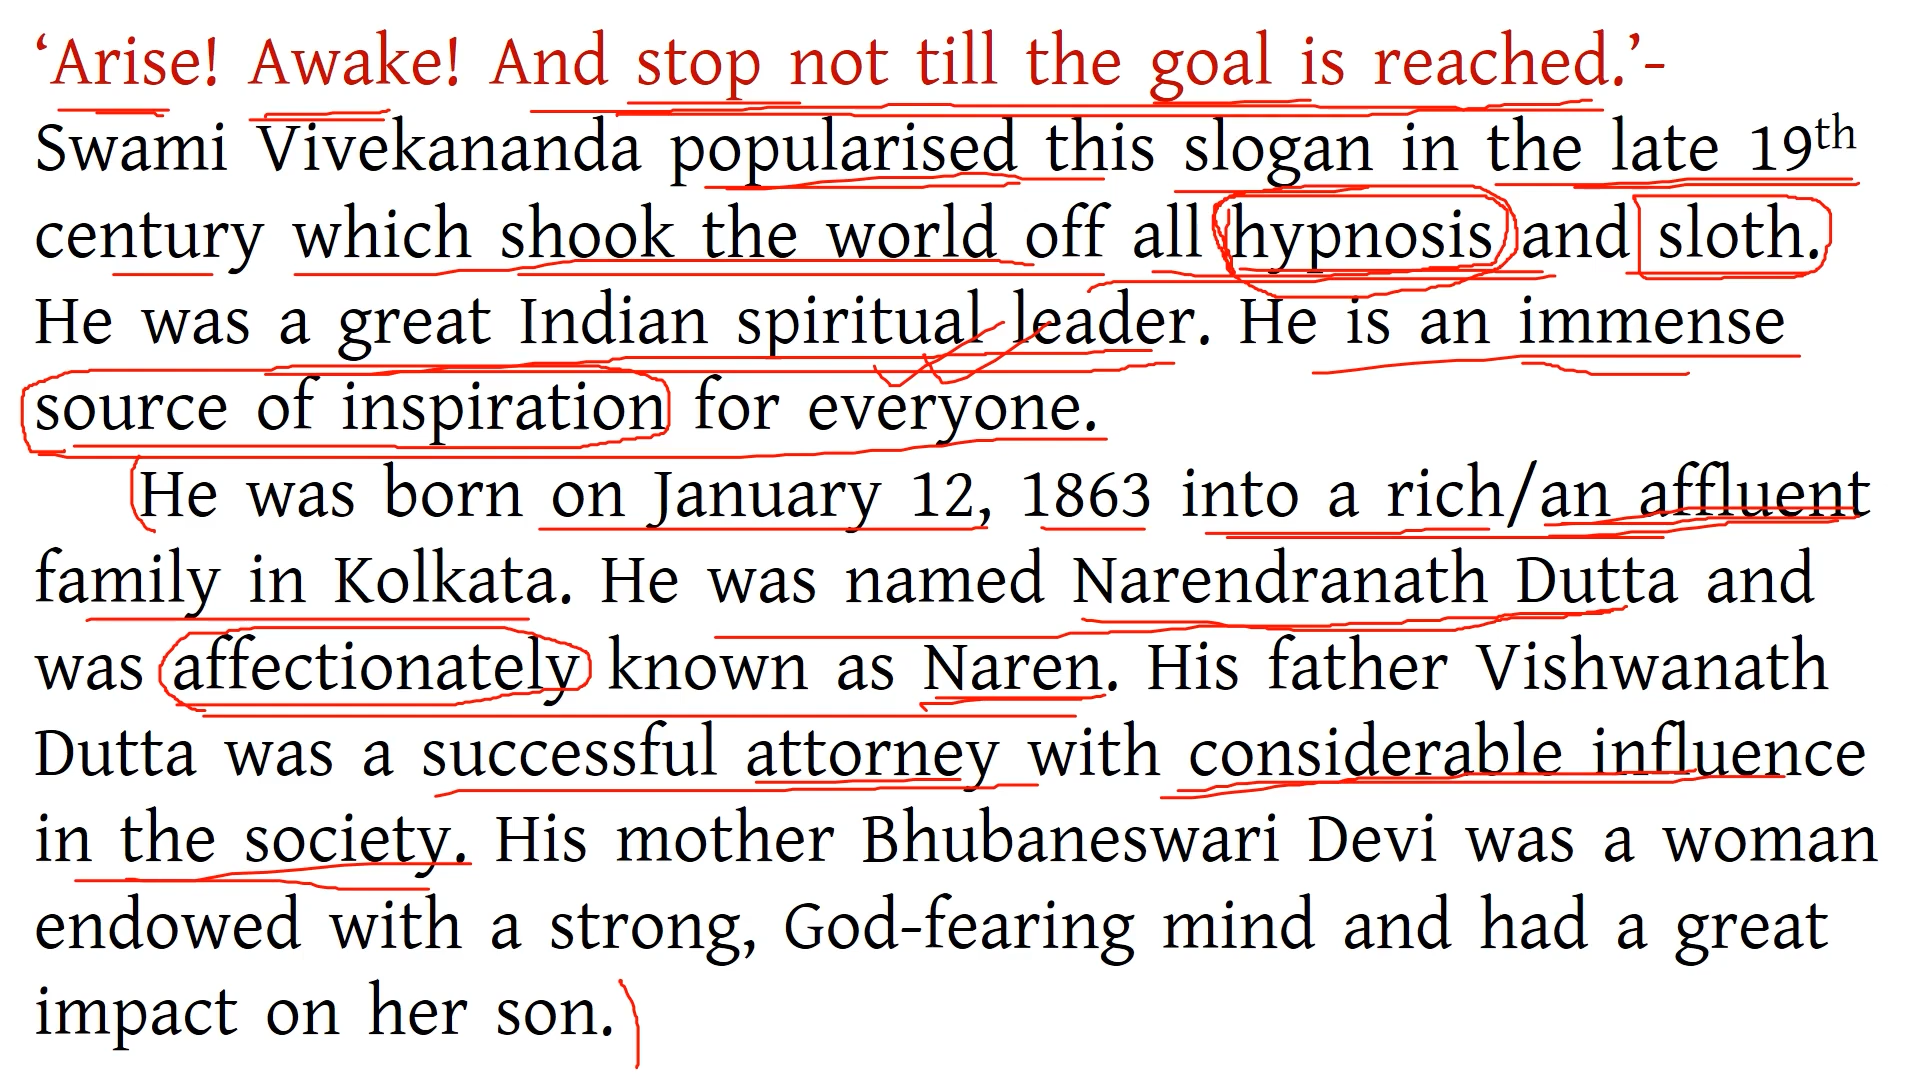 ‘Arise! Awake! And stop not till the goal is reached.’-
Swami Vivekananda popularised this slogan in the late 19th
century which shook the world off all hypnosis and sloth.
He was a great Indian spiritual leader. He is an immense
source of inspiration for everyone.
He was born on January 12, 1863 into a rich/an affluent
family in Kolkata. He was named Narendranath Dutta and
was affectionately known as Naren. His father Vishwanath
Dutta was a successful attorney with considerable influence
in the society. His mother Bhubaneswari Devi was a woman
endowed with a strong, God-fearing mind and had a great
impact on her son.